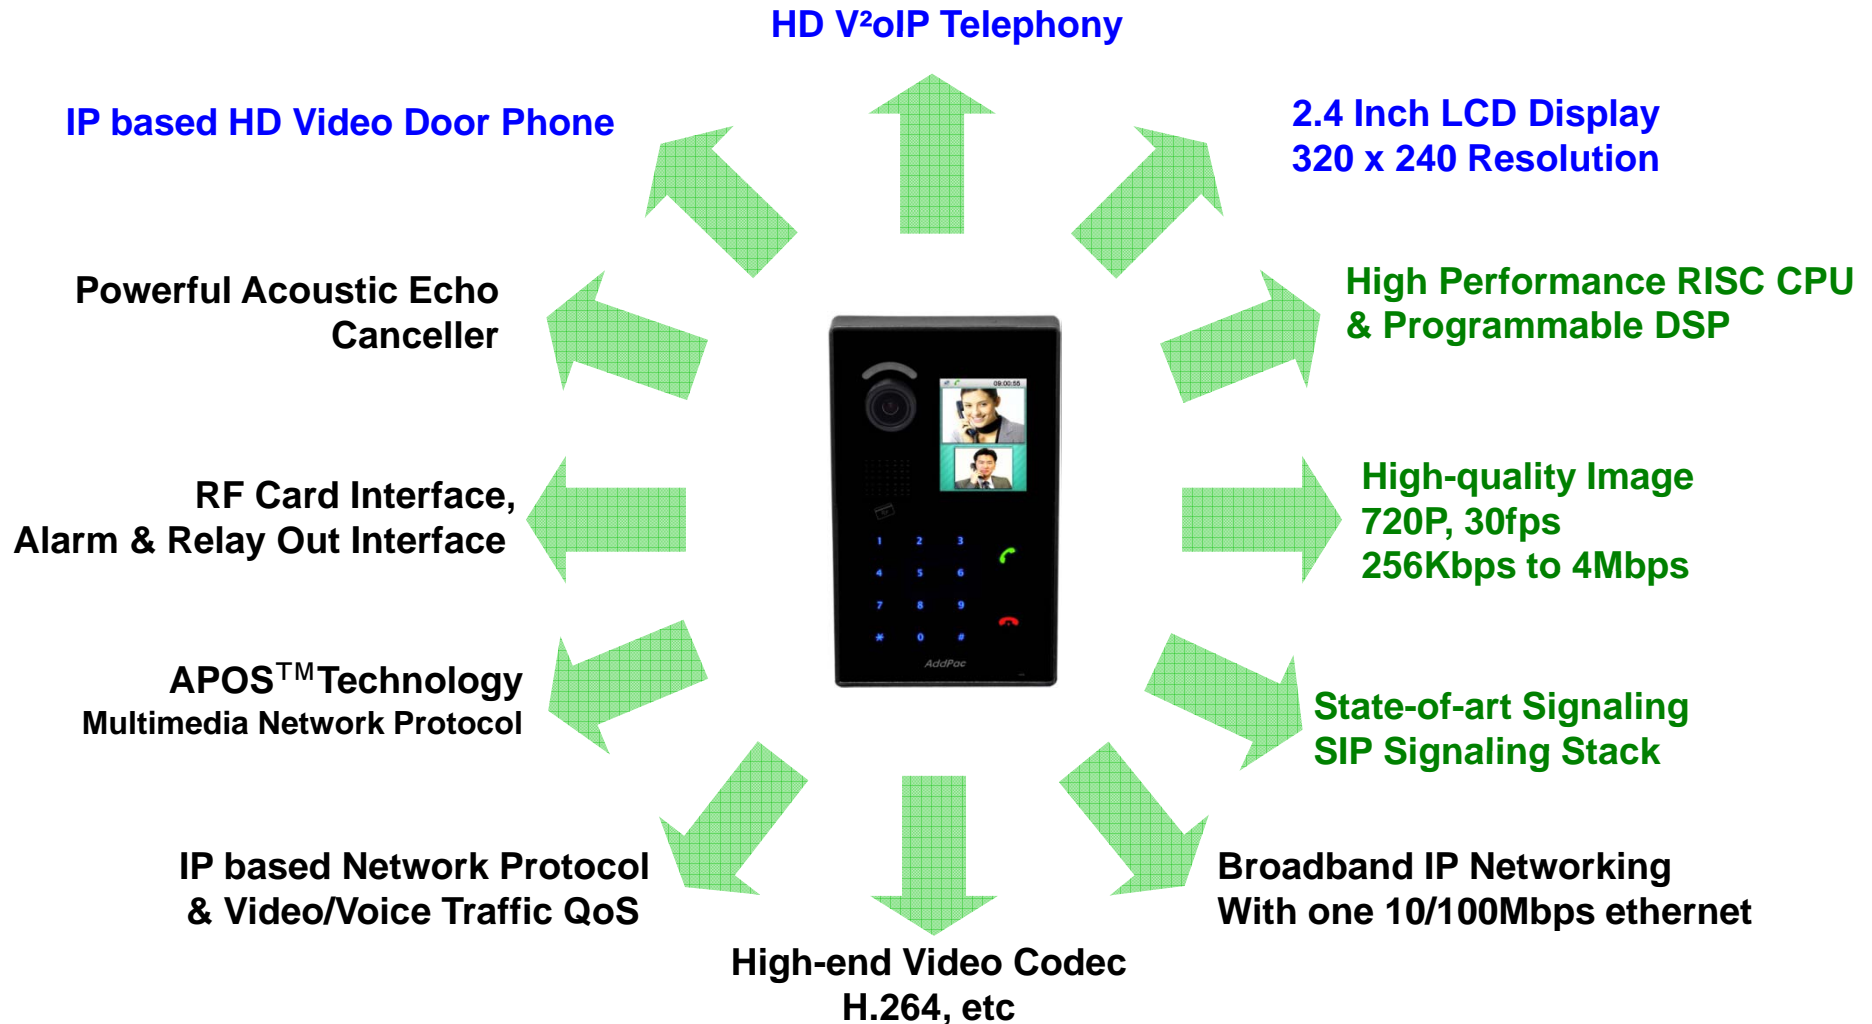 HD V²oIP Telephony
IP based HD Video Door Phone
2.4 Inch LCD Display
320 x 240 Resolution
Powerful Acoustic Echo
Canceller
High Performance RISC CPU
& Programmable DSP
09:00:55
RF Card Interface,
Alarm & Relay Out Interface
High-quality Image
720P, 30fps
256Kbps to 4Mbps
1 2 3
4 5 6
7 8 9
* 0 #
AddPac
APOS™Technology
Multimedia Network Protocol
State-of-art Signaling
SIP Signaling Stack
IP based Network Protocol
& Video/Voice Traffic QoS
Broadband IP Networking
With one 10/100Mbps ethernet
High-end Video Codec
H.264, etc